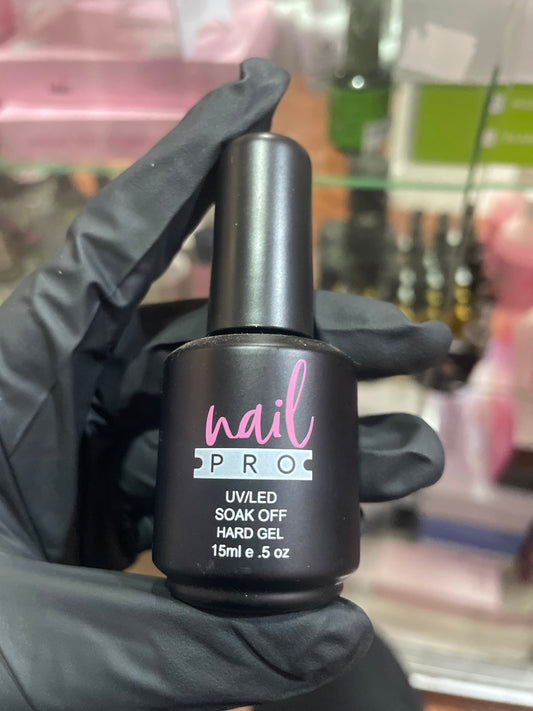 nail
PRO
UV/LED
SOAK OFF
HARD GEL
15ml e .5 oz